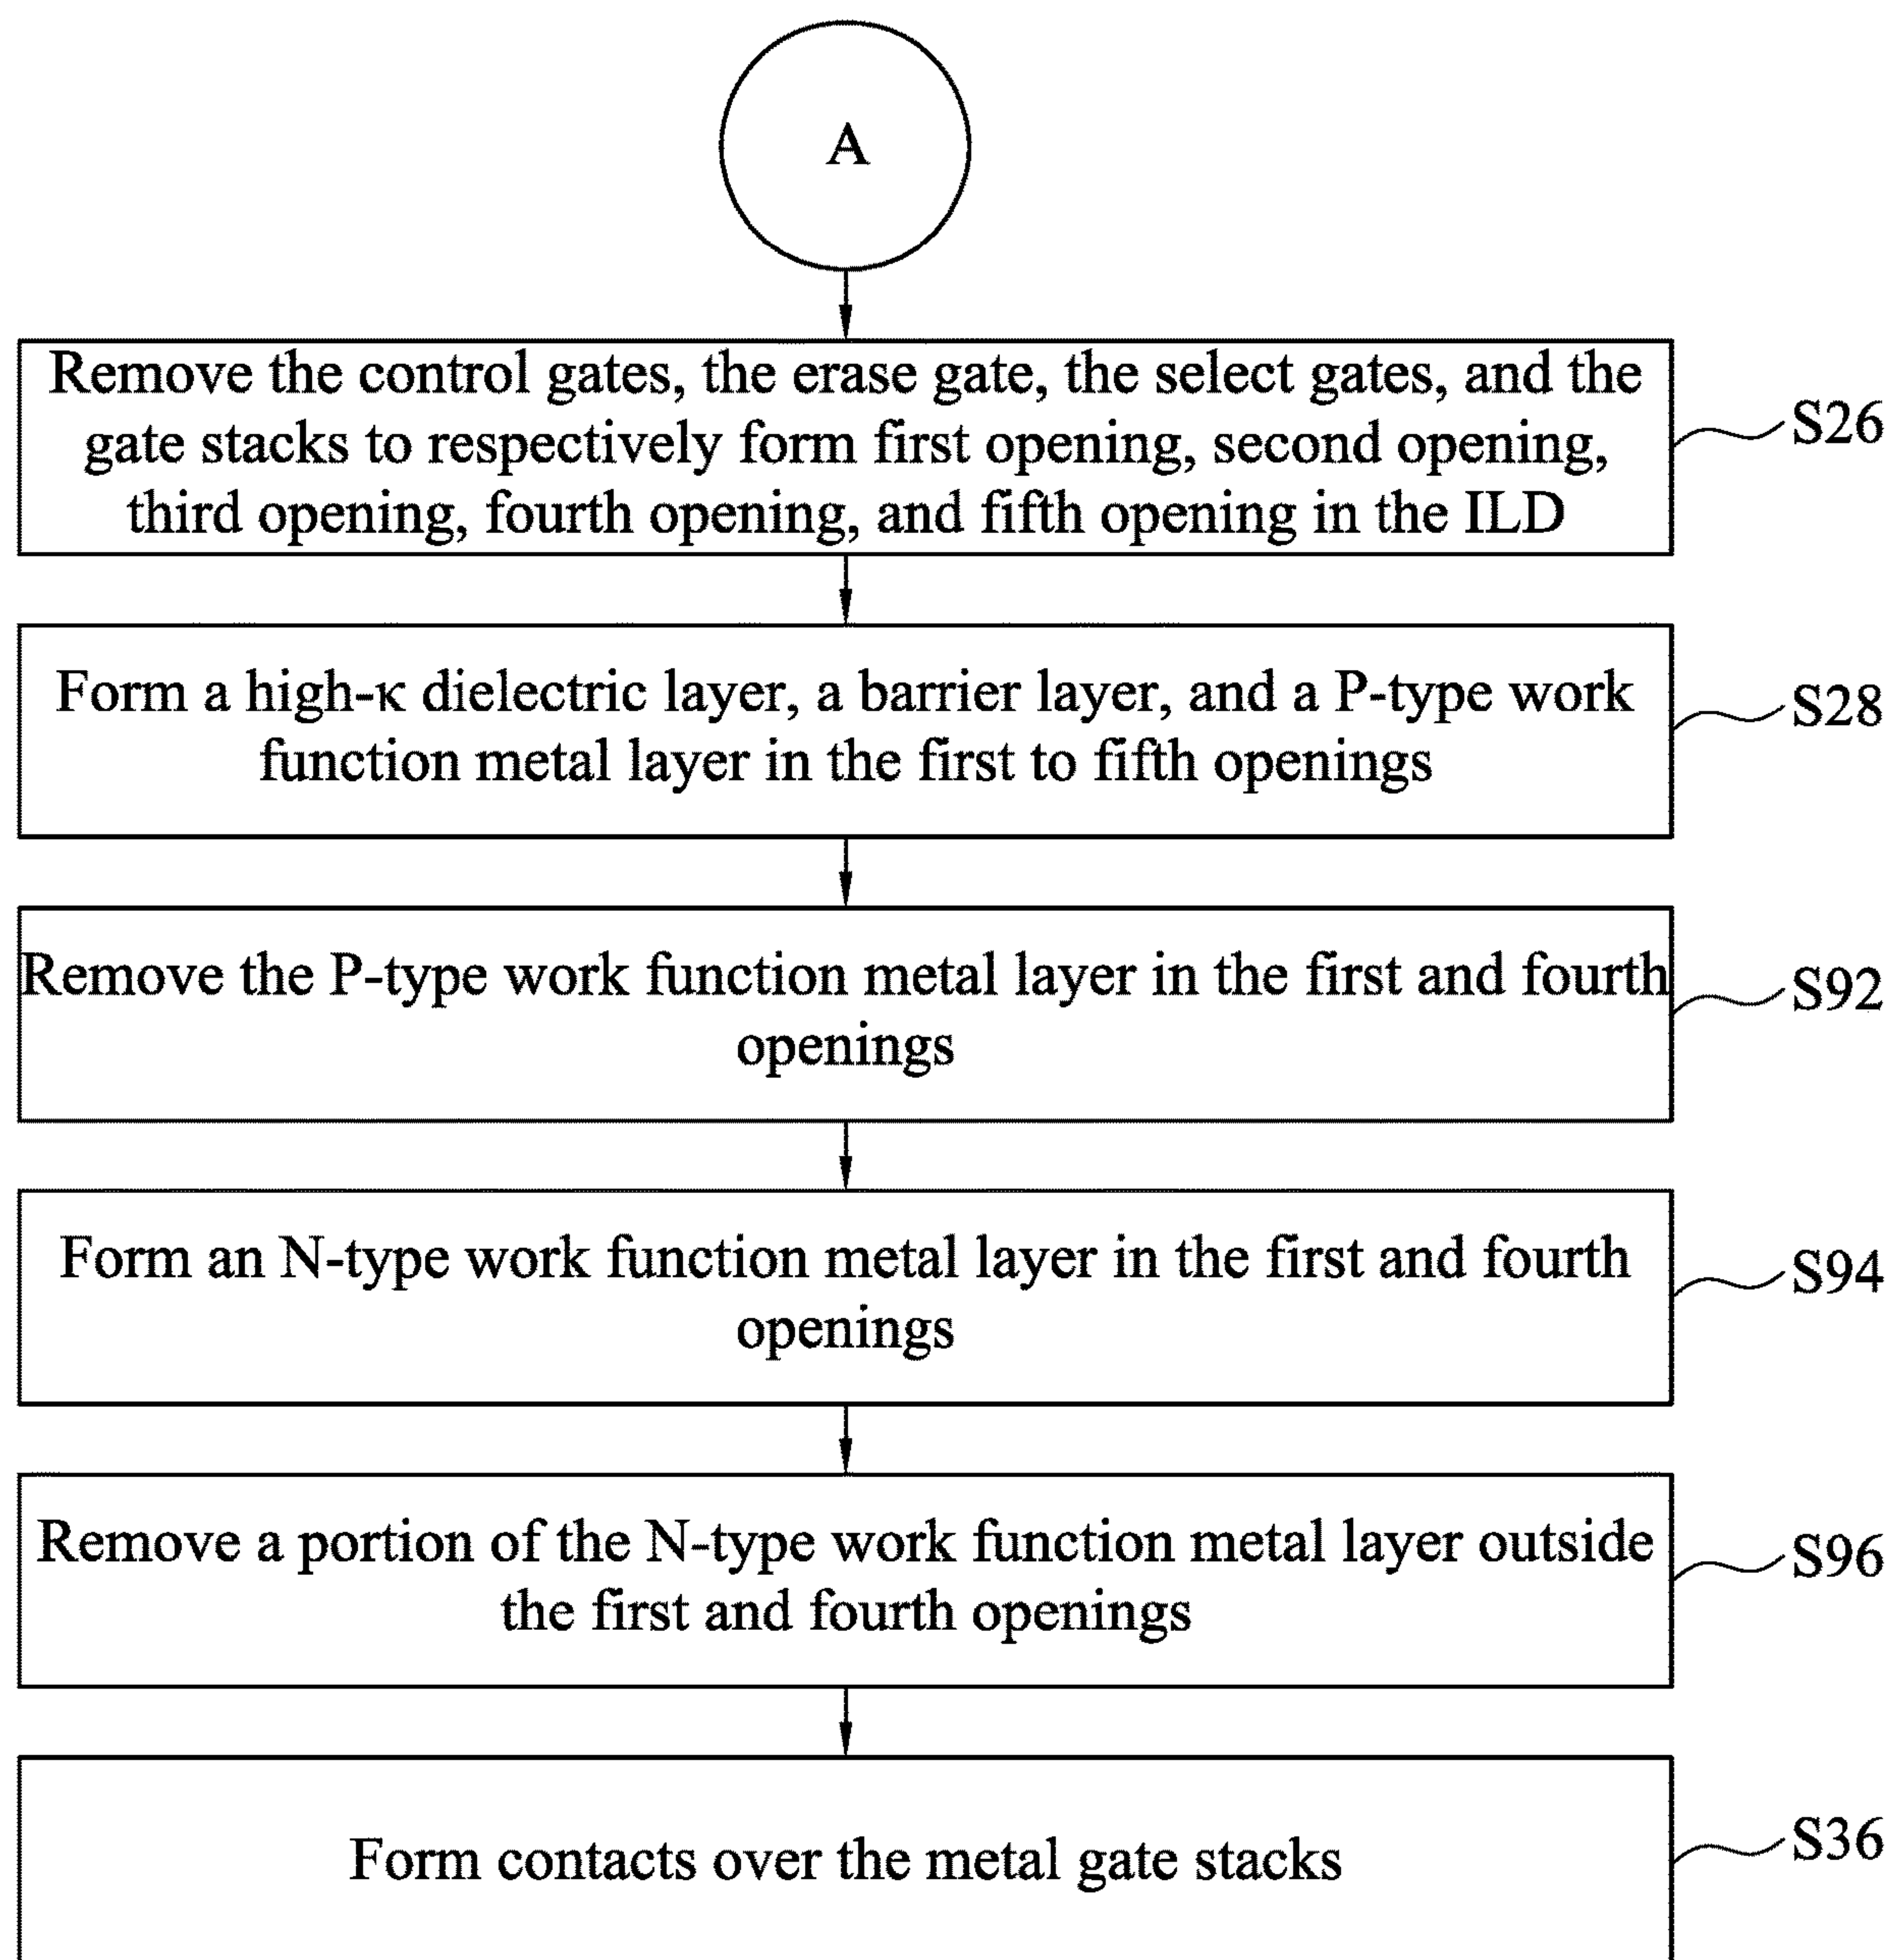 A
Remove the control gates, the erase gate, the select gates, and the
gate stacks to respectively form first opening, second opening,
third opening, fourth opening, and fifth opening in the ILD
S26
Form a high-κ dielectric layer, a barrier layer, and a P-type work
function metal layer in the first to fifth openings
S28
Remove the P-type work function metal layer in the first and fourth
openings
S92
Form an N-type work function metal layer in the first and fourth
openings
S94
Remove a portion of the N-type work function metal layer outside
the first and fourth openings
S96
Form contacts over the metal gate stacks
S36